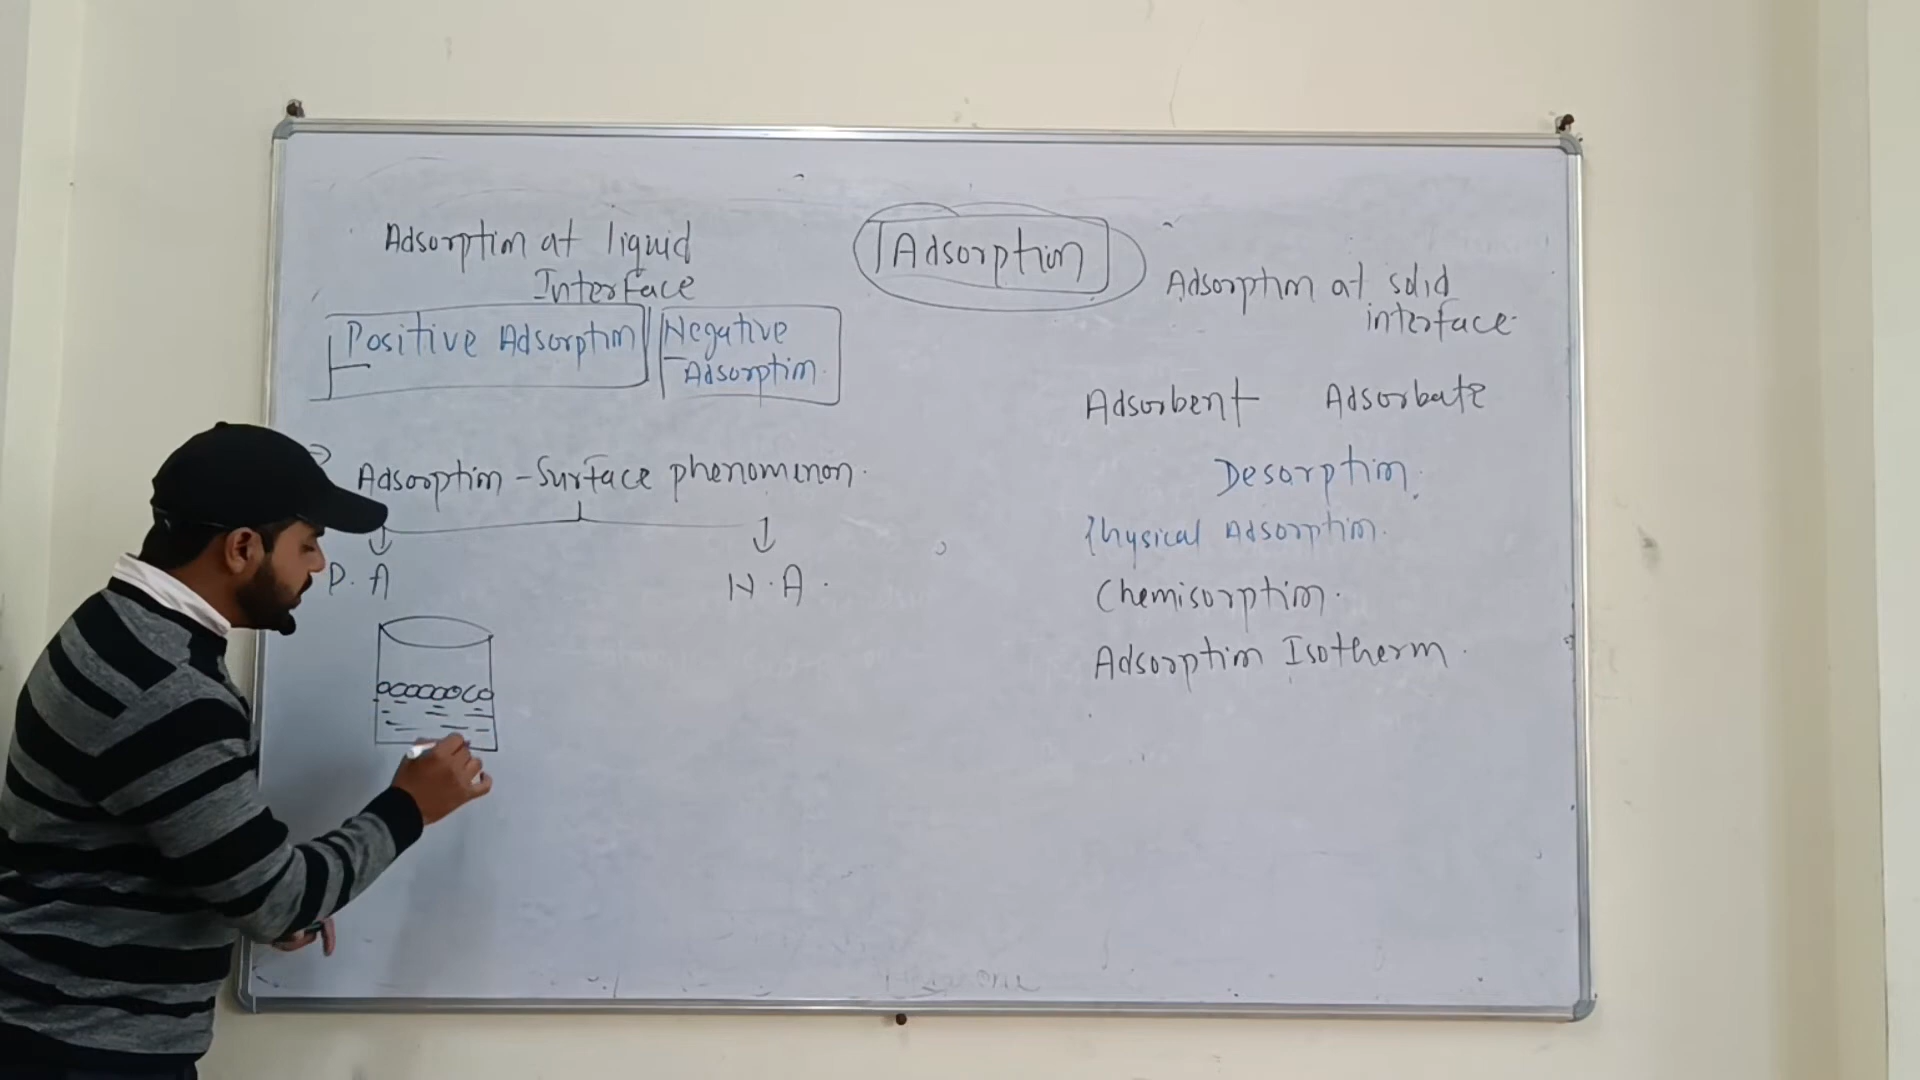 Adsorption
Adsorption at liquid
Interface
Positive Adsorption
Negative
Adsorption.
Adsorption - Surface phenominon.
P. A
N. A.
Adsorption at solid
interface.
Adsorbent Adsorbate
Desorption.
Physical Adsorption.
Chemisorption.
Adsorption Isotherm.